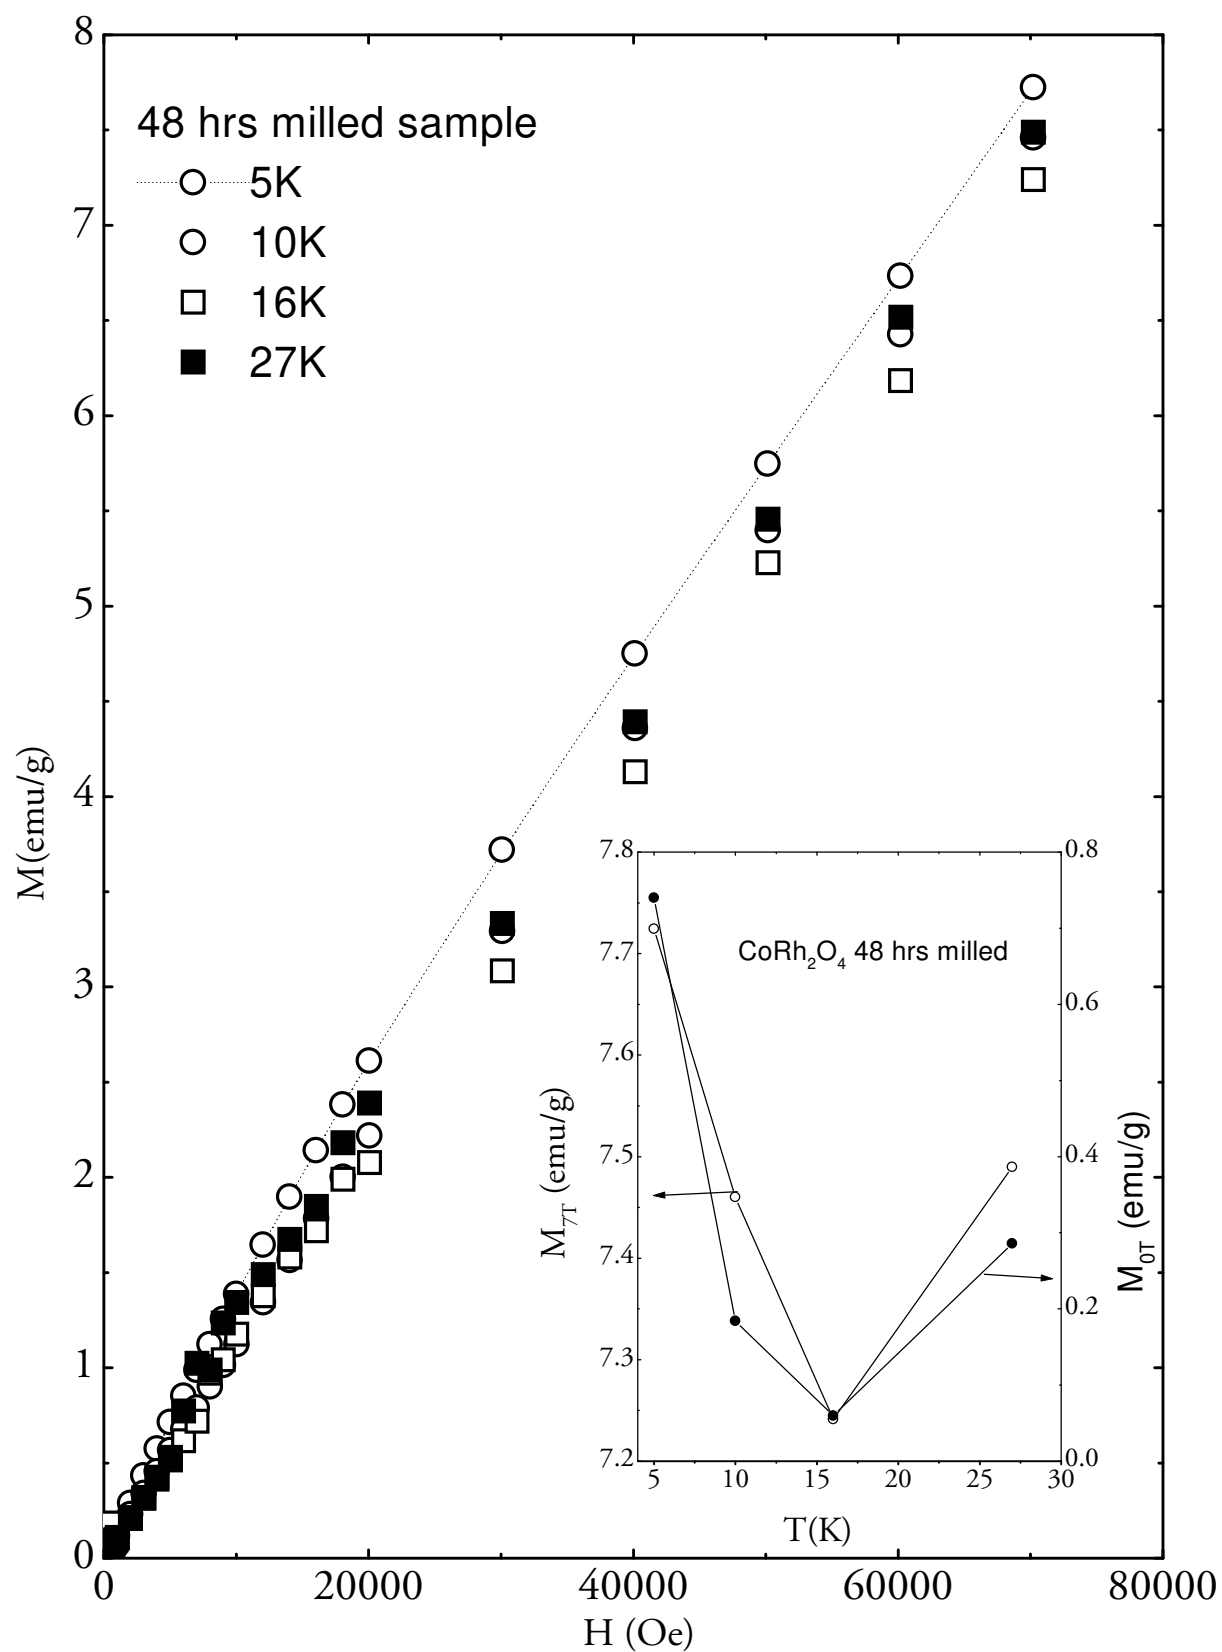 8
7
6
5
4
3
2
1
0
M(emu/g)
48 hrs milled sample
5K
10K
16K
27K
7.8
7.7
7.6
7.5
7.4
7.3
7.2
M₇T (emu/g)
CoRh₂O₄ 48 hrs milled
0.8
0.6
0.4
0.2
0.0
M₀T (emu/g)
5 10 15 20 25 30
T(K)
0 20000 40000 60000 80000
H (Oe)